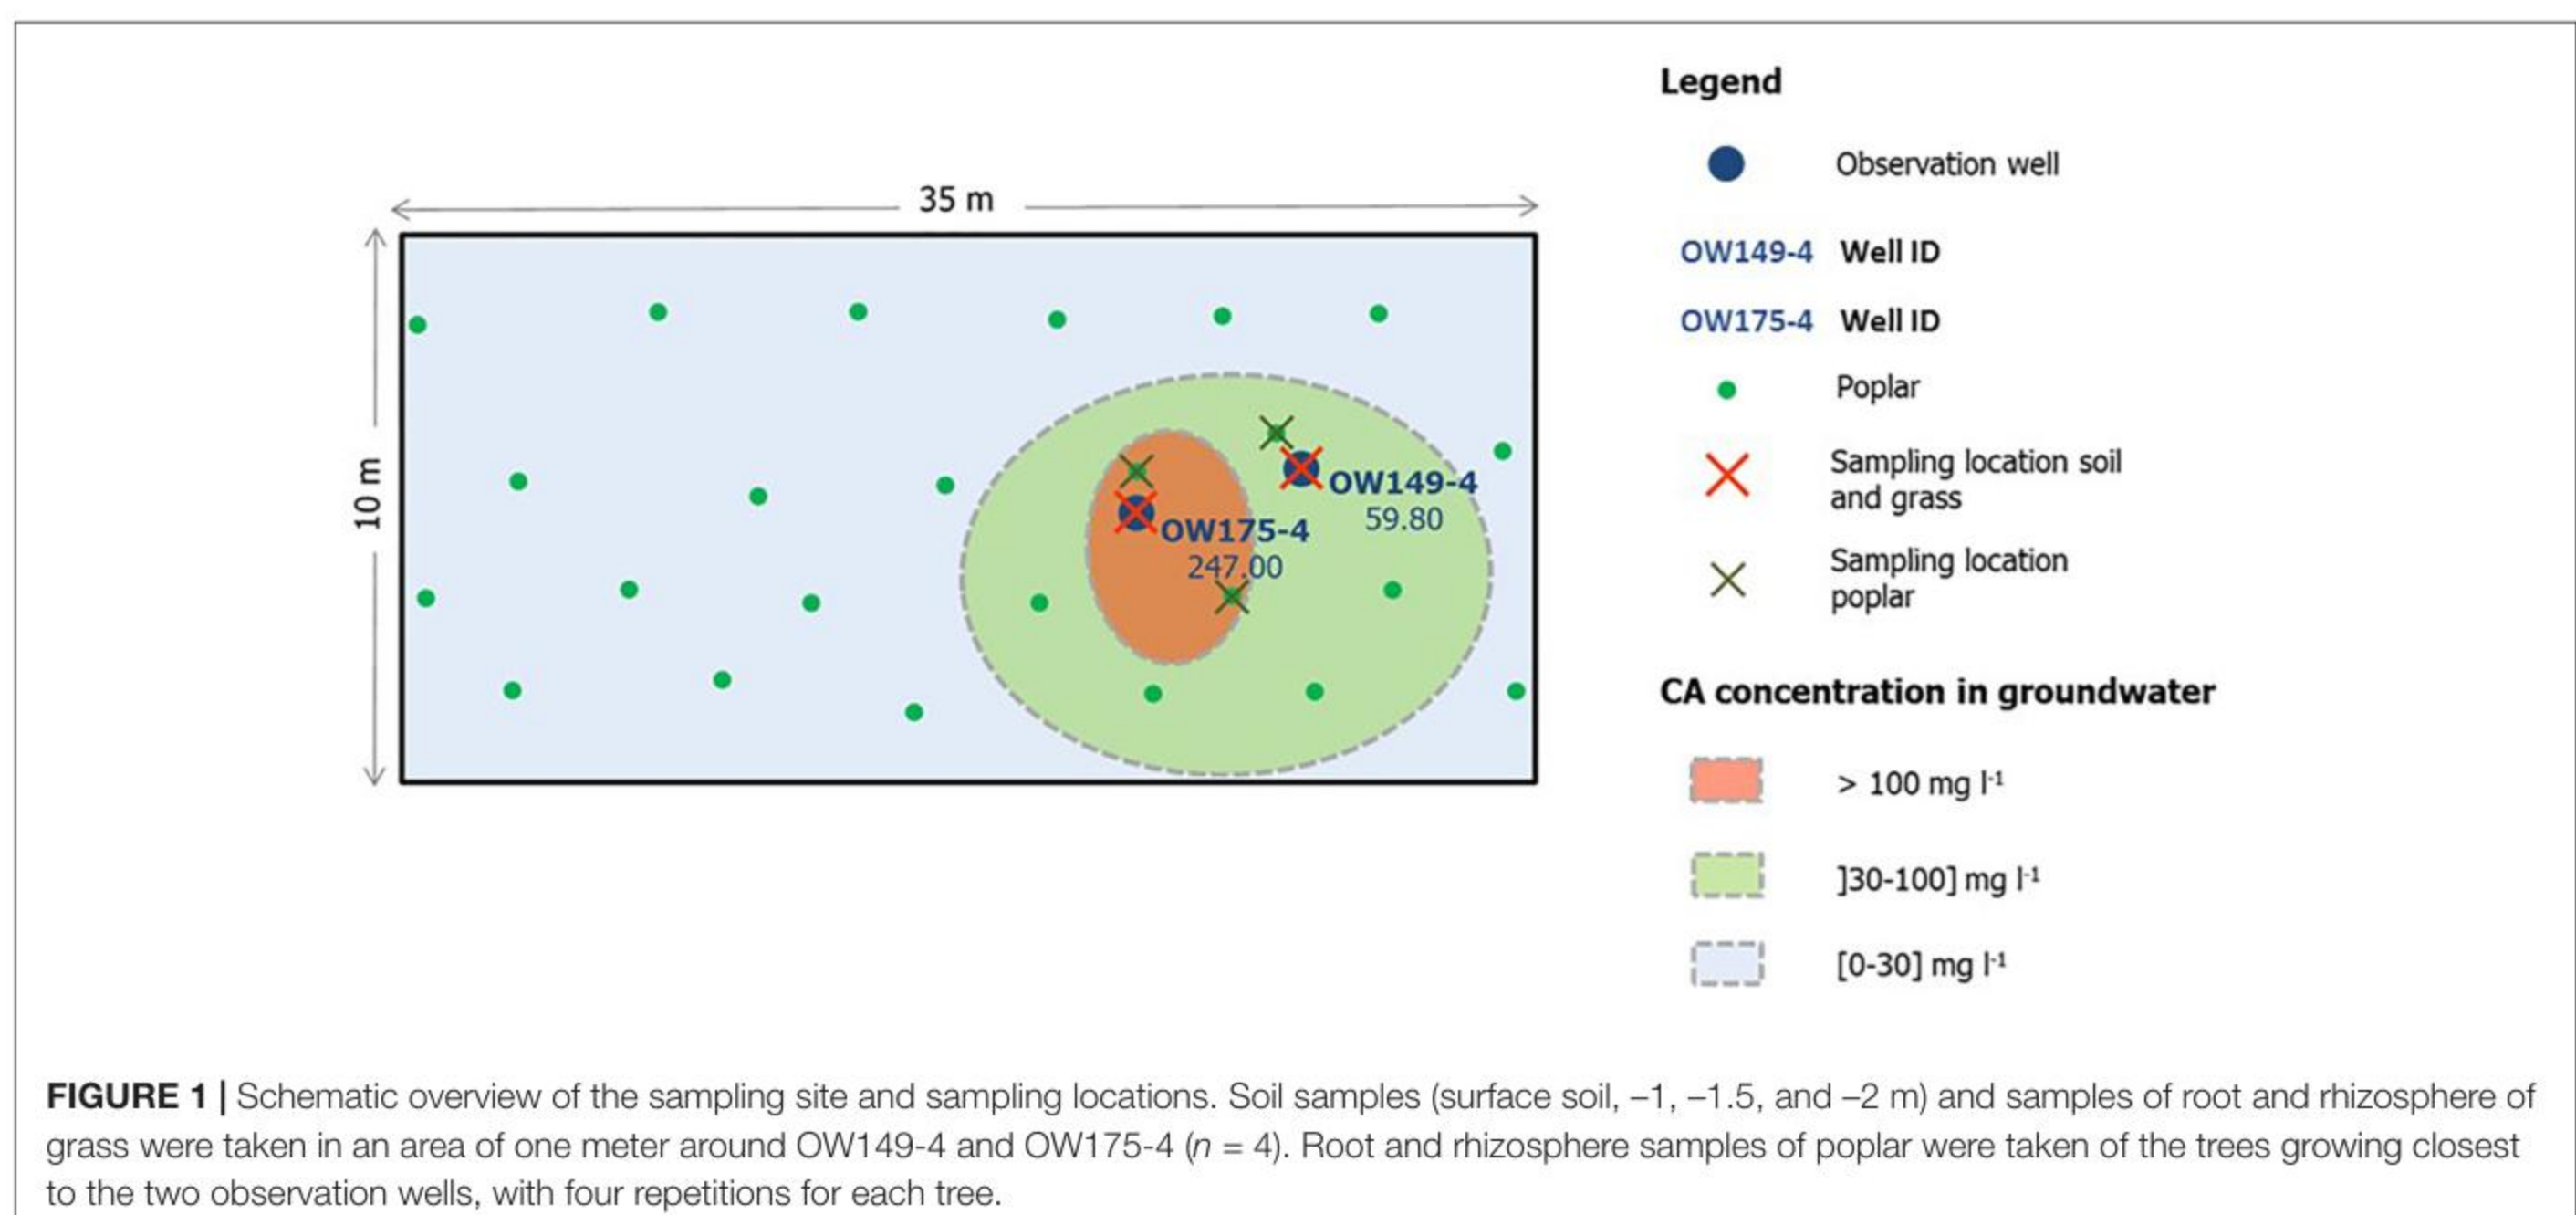 35 m
10 m
OW149-4
59.80
OW175-4
247.00
Legend
Observation well
OW149-4 Well ID
OW175-4 Well ID
Poplar
Sampling location soil
and grass
Sampling location
poplar
CA concentration in groundwater
> 100 mg l-1
]30-100] mg l-1
[0-30] mg l-1
FIGURE 1 | Schematic overview of the sampling site and sampling locations. Soil samples (surface soil, –1, –1.5, and –2 m) and samples of root and rhizosphere of
grass were taken in an area of one meter around OW149-4 and OW175-4 (n = 4). Root and rhizosphere samples of poplar were taken of the trees growing closest
to the two observation wells, with four repetitions for each tree.